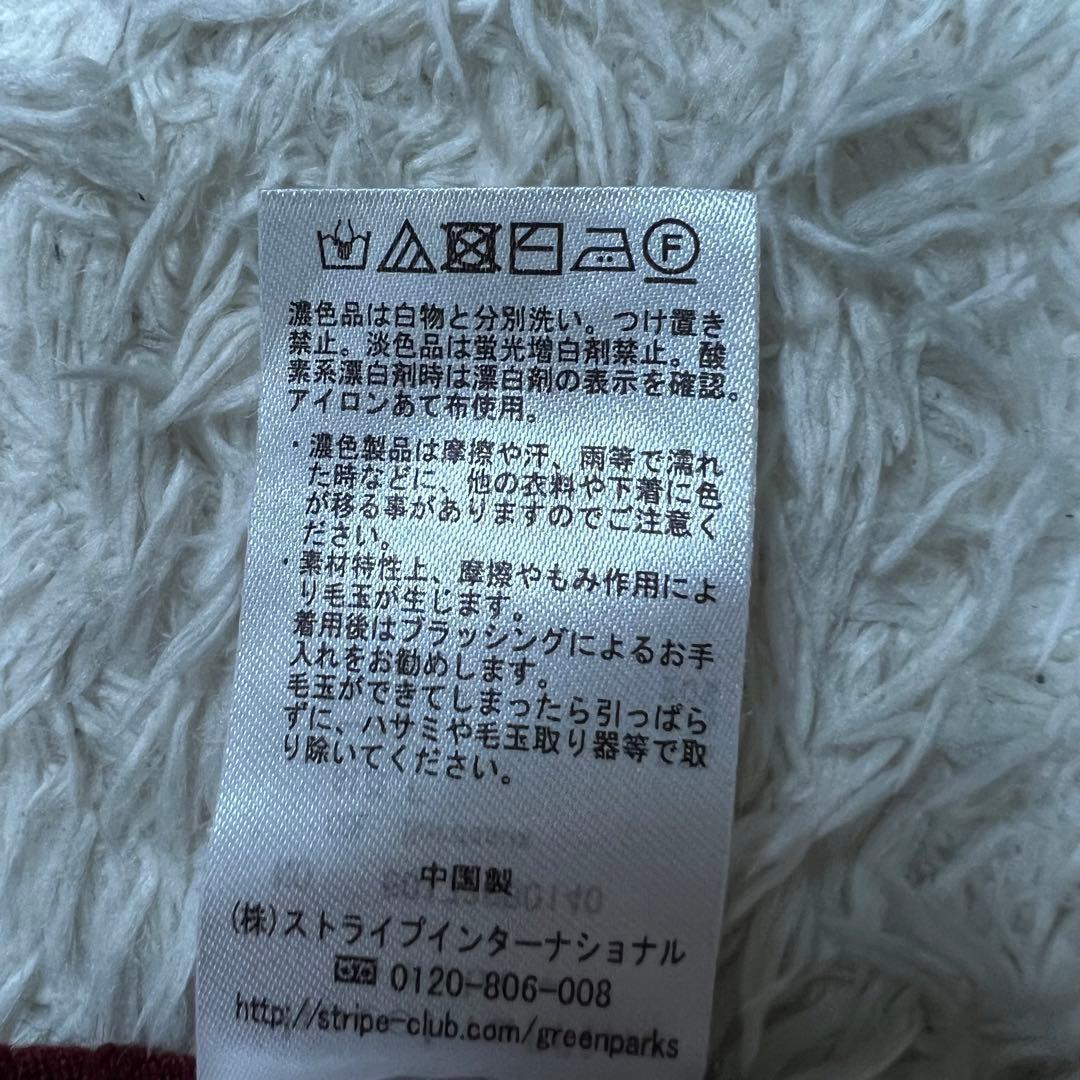 F
濃色品は白物と分別洗い。つけ置き
禁止。淡色品は蛍光増白剤禁止。酸
素系漂白剤時は漂白剤の表示を確認。
アイロンあて布使用。
・濃色製品は摩擦や汗、雨等で濡れ
た時などに、他の衣料や下着に色
が移る事がありますのでご注意く
ださい。
・素材特性上、摩擦やもみ作用によ
り毛玉が生じます。
着用後はブラッシングによるお手
入れをお勧めします。
毛玉ができてしまったら引っぱら
ずに、ハサミや毛玉取り器等で取
り除いてください。
中国製
(株)ストライプインターナショナル
0120-806-008
http://stripe-club.com/greenparks